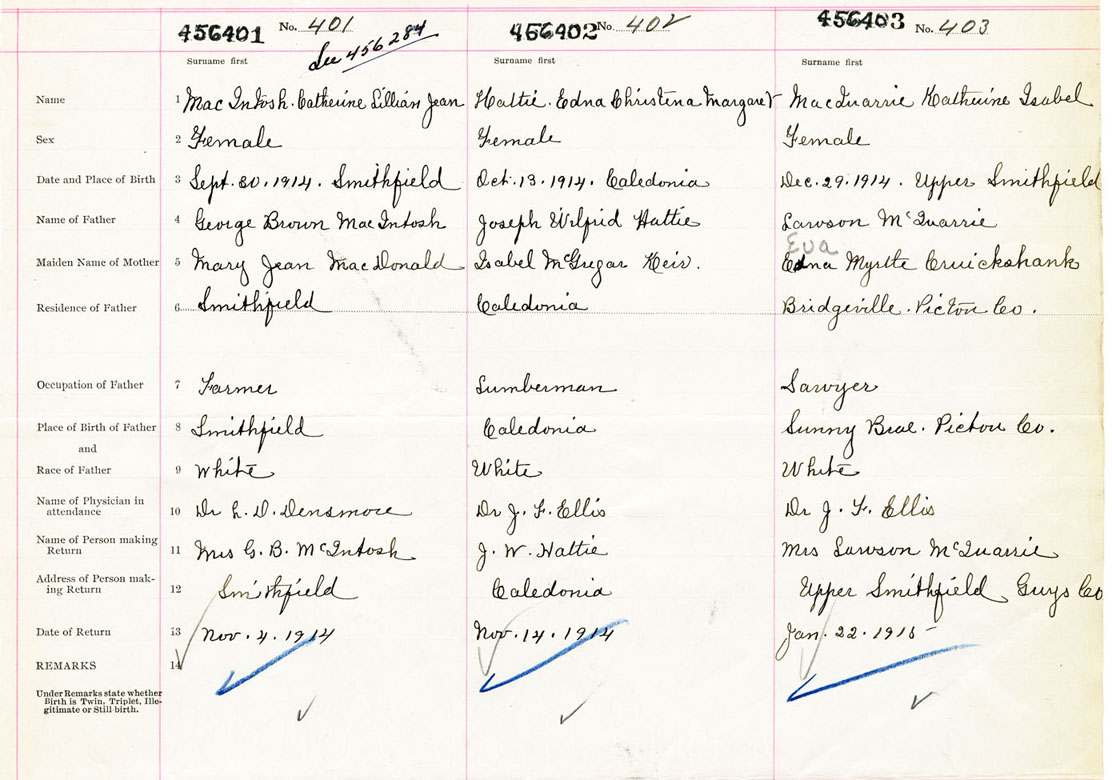 456401 No. 401 456402 No. 402 456403 No. 403
See 456284
Surname first Surname first Surname first
Name 1 Mac Intosh. Catherine Lillian Jean Hattie. Edna Christena Margaret MacQuarrie Katherine Isabel
Sex 2 Female Female Female
Date and Place of Birth 3 Sept. 30. 1914. Smithfield Oct. 13. 1914. Caledonia Dec. 29. 1914. Upper Smithfield
Name of Father 4 George Brown MacIntosh Joseph Wilfrid Hattie Lawson McQuarrie
Eva
Maiden Name of Mother 5 Mary Jean MacDonald Isabel McGregar Keir. Edna Myrtte Cruickshank
Residence of Father 6 Smithfield Caledonia Bridgeville. Pictou Co.
Occupation of Father 7 Farmer Lumberman Sawyer
Place of Birth of Father 8 Smithfield Caledonia Sunny Brae. Pictou Co.
and
Race of Father 9 White White White
Name of Physician in
attendance 10 Dr L. D. Densmore Dr J. F. Ellis Dr J. F. Ellis
Name of Person making
Return 11 Mrs G. B. McIntosh J. W. Hattie Mrs Lawson McQuarrie
Address of Person mak-
ing Return 12 Smithfield Caledonia Upper Smithfield Guys Co
Date of Return 13 Nov. 4. 1914 Nov. 14. 1914 Jan. 22. 1915
REMARKS 14
Under Remarks state whether
Birth is Twin, Triplet, Ille-
gitimate or Still-birth.